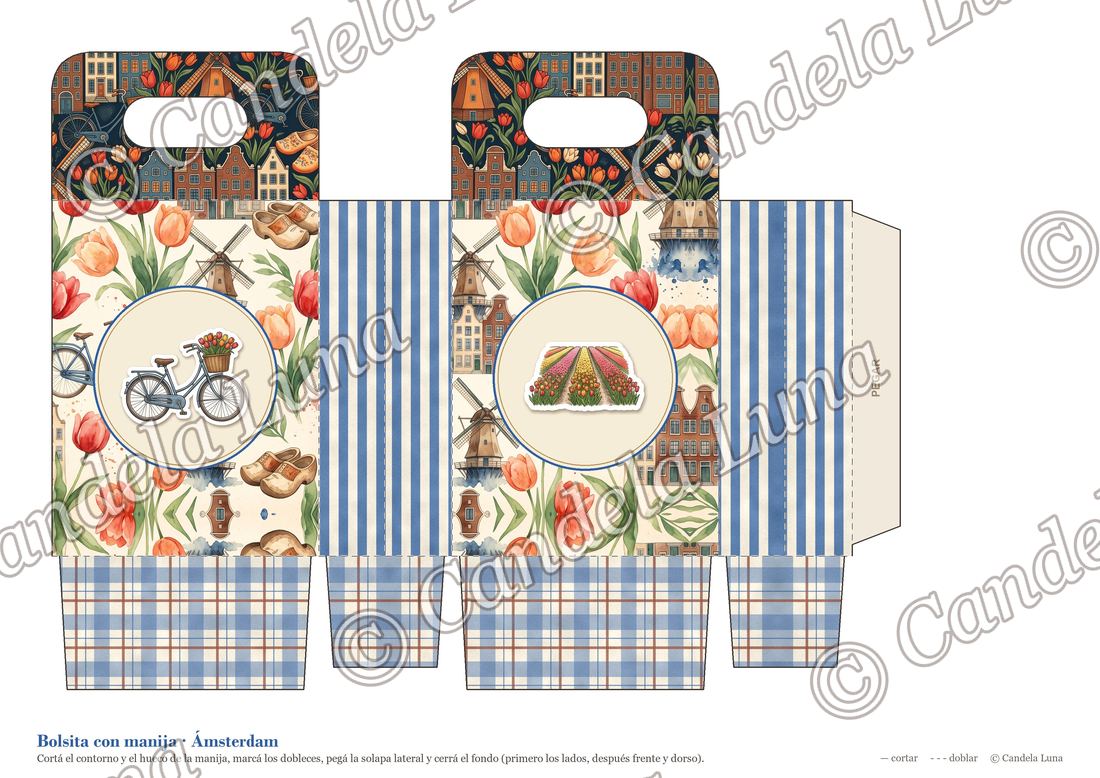 © Candela Luna
© Candela Luna
©
PEGAR
© Candela Luna
© Candela Luna
© Candela Luna
Bolsita con manija · Ámsterdam
Cortá el contorno y el hueco de la manija, marcá los dobleces, pegá la solapa lateral y cerrá el fondo (primero los lados, después frente y dorso).
— cortar - - - doblar © Candela Luna